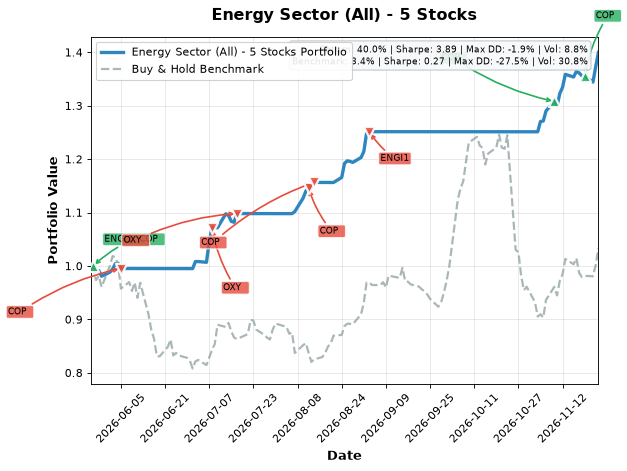 Energy Sector (All) - 5 Stocks
COP
Energy Sector (All) - 5 Stocks Portfolio
Buy & Hold Benchmark
40.0% | Sharpe: 3.89 | Max DD: -1.9% | Vol: 8.8%
3.4% | Sharpe: 0.27 | Max DD: -27.5% | Vol: 30.8%
ENGI1
COP
OXY
COP
OXY
COP
Portfolio Value
1.4
1.3
1.2
1.1
1.0
0.9
0.8
2026-06-05
2026-06-21
2026-07-07
2026-07-23
2026-08-08
2026-08-24
2026-09-09
2026-09-25
2026-10-11
2026-10-27
2026-11-12
Date